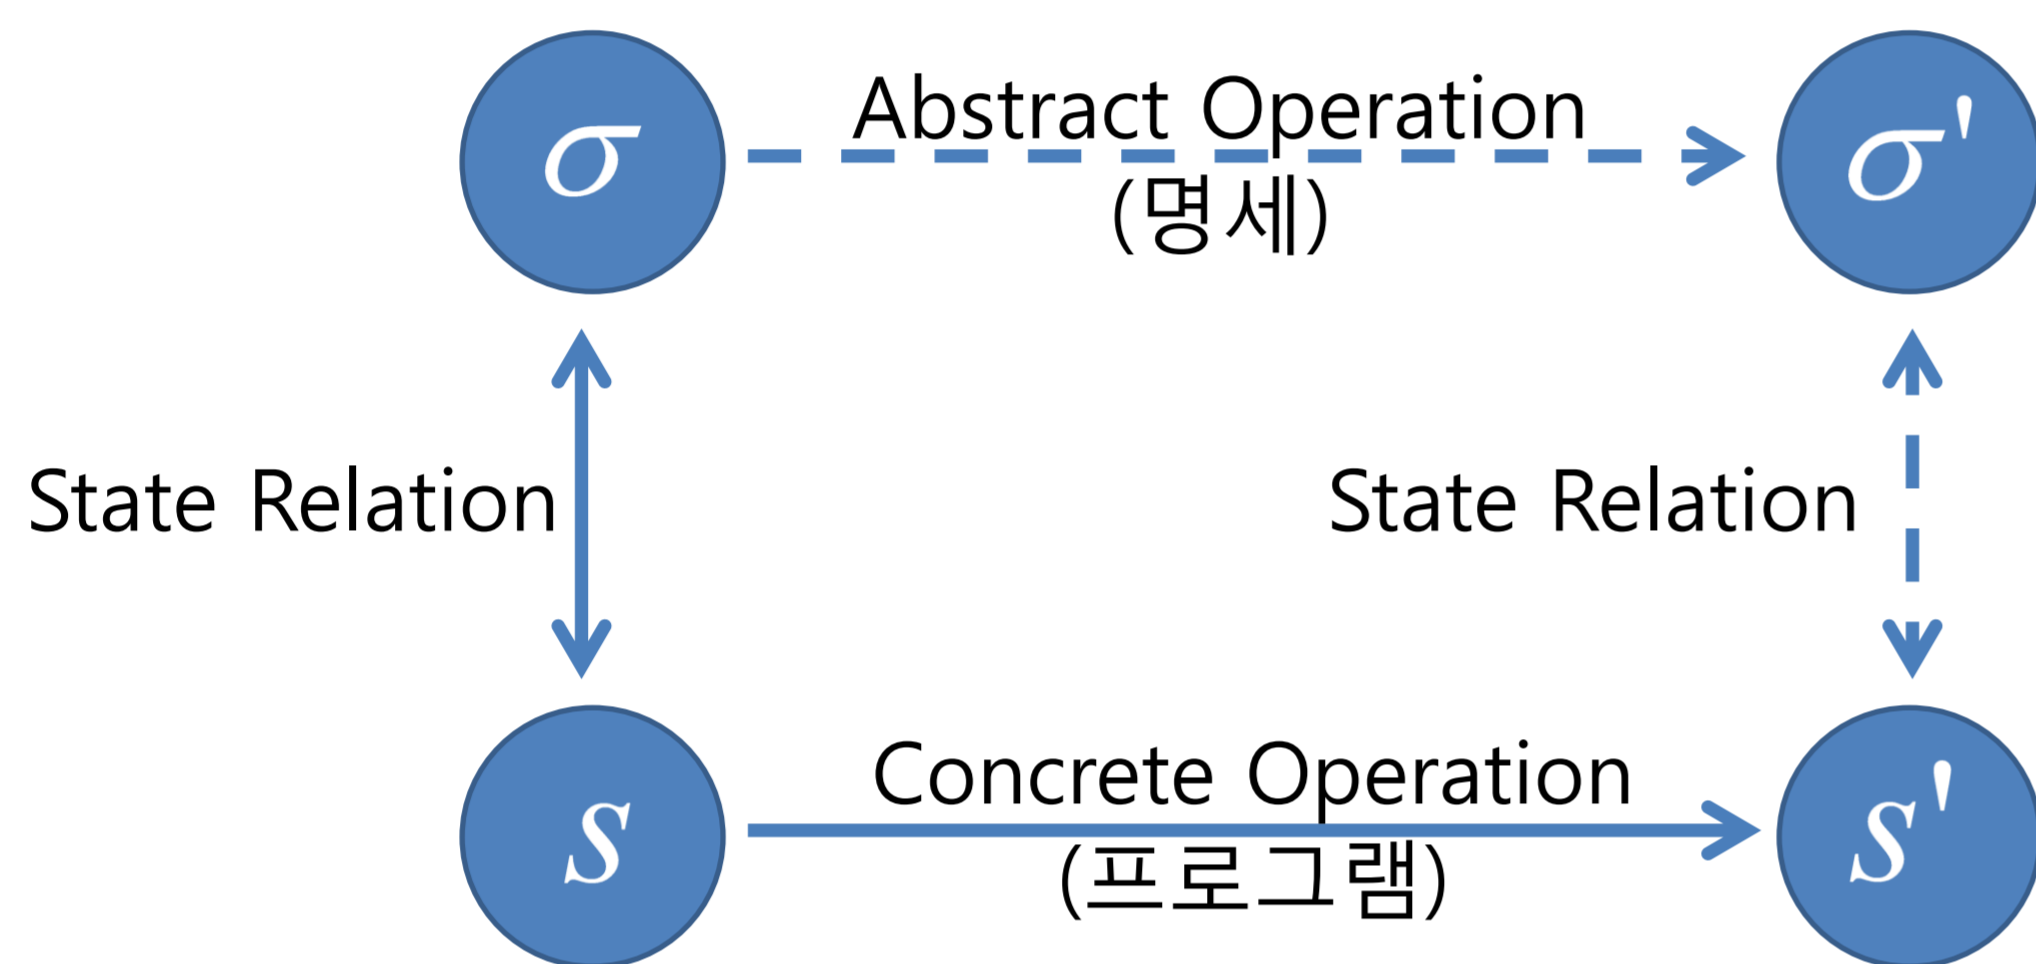 σ
Abstract Operation
(명세)
σ'
State Relation
State Relation
s
Concrete Operation
(프로그램)
s'